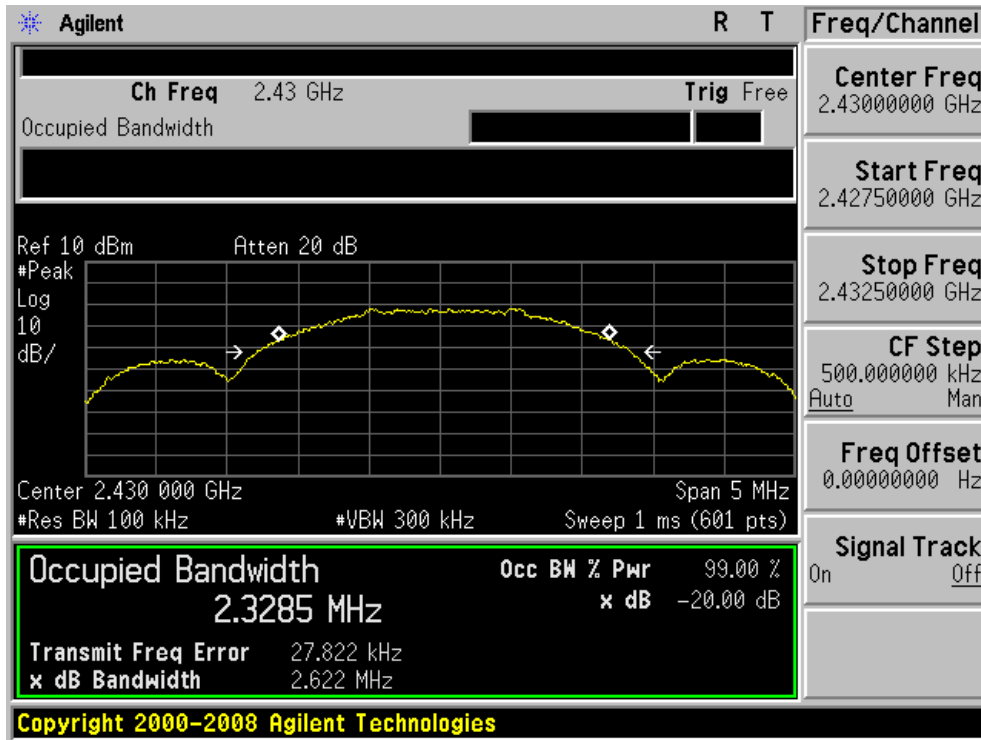 Agilent R T
Ch Freq 2.43 GHz Trig Free
Occupied Bandwidth
Ref 10 dBm Atten 20 dB
#Peak
Log
10
dB/
Center 2.430 000 GHz Span 5 MHz
#Res BW 100 kHz #VBW 300 kHz Sweep 1 ms (601 pts)
Occupied Bandwidth
2.3285 MHz
Occ BW % Pwr 99.00 %
x dB -20.00 dB
Transmit Freq Error 27.822 kHz
x dB Bandwidth 2.622 MHz
Copyright 2000-2008 Agilent Technologies
Freq/Channel
Center Freq
2.43000000 GHz
Start Freq
2.42750000 GHz
Stop Freq
2.43250000 GHz
CF Step
500.000000 kHz
Auto Man
Freq Offset
0.00000000 Hz
Signal Track
On Off